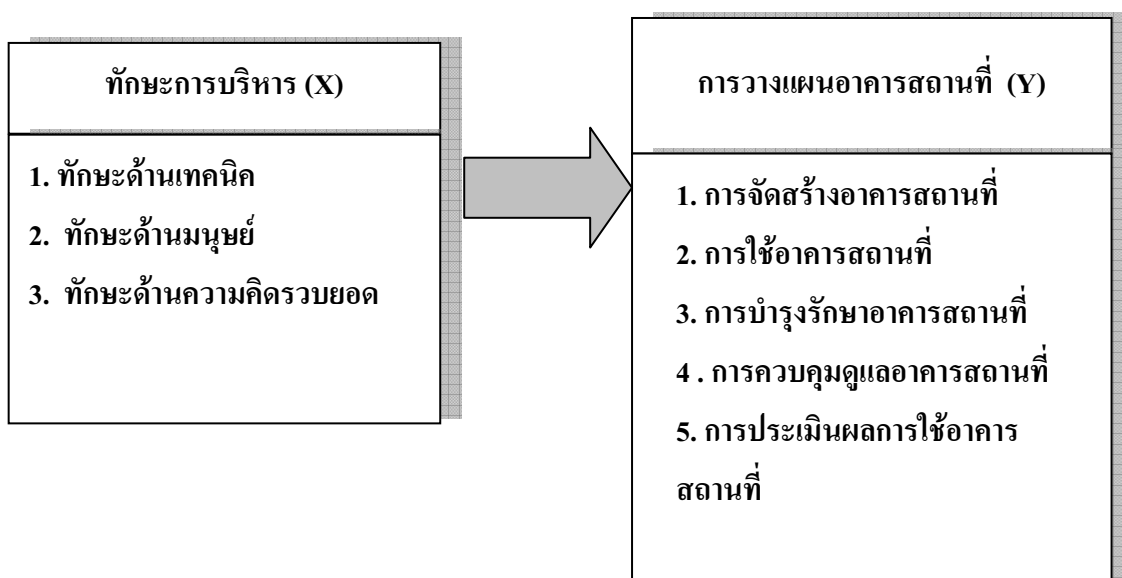 ทักษะการบริหาร (X)
1. ทักษะด้านเทคนิค
2. ทักษะด้านมนุษย์
3. ทักษะด้านความคิดรวบยอด
การวางแผนอาคารสถานที่ (Y)
1. การจัดสร้างอาคารสถานที่
2. การใช้อาคารสถานที่
3. การบำรุงรักษาอาคารสถานที่
4 . การควบคุมดูแลอาคารสถานที่
5. การประเมินผลการใช้อาคาร
สถานที่